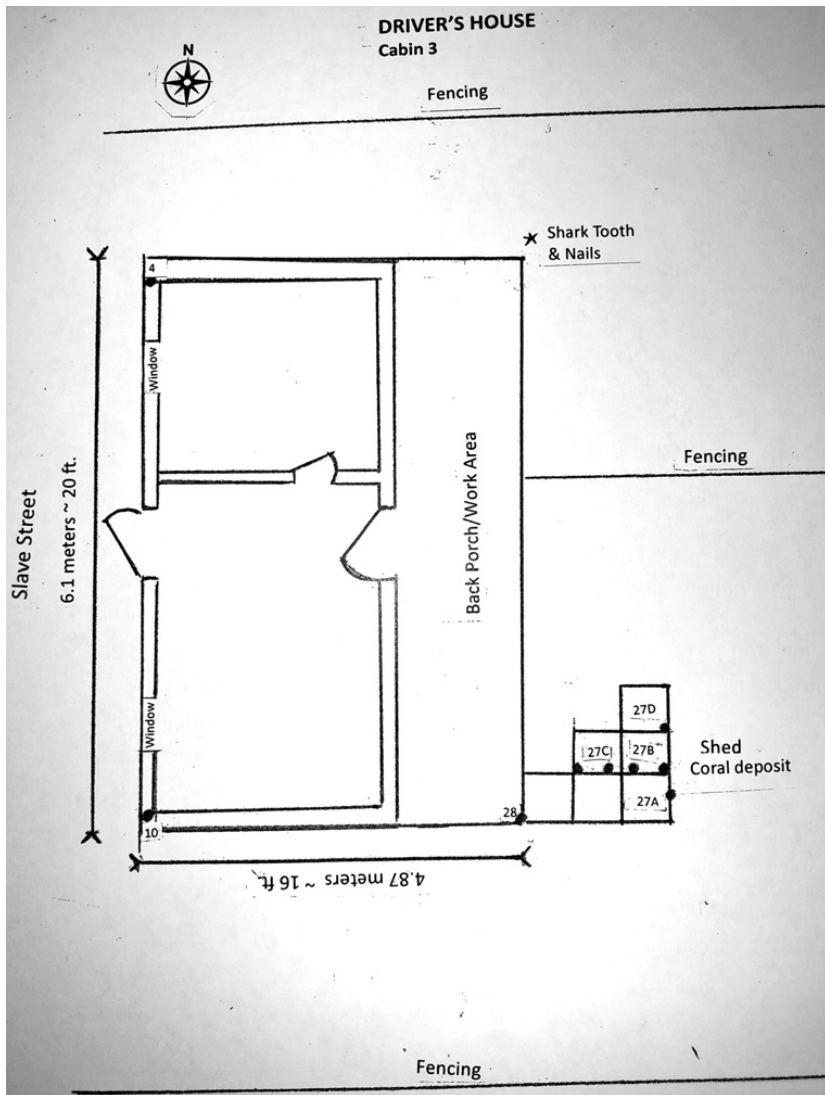 DRIVER'S HOUSE
Cabin 3
N
Fencing
Shark Tooth
& Nails
4
Window
Slave Street
6.1 meters ~ 20 ft.
Back Porch/Work Area
Fencing
Window
27D
27C
27B
Shed
Coral deposit
27A
10
28
4.87 meters ~ 16 ft.
Fencing